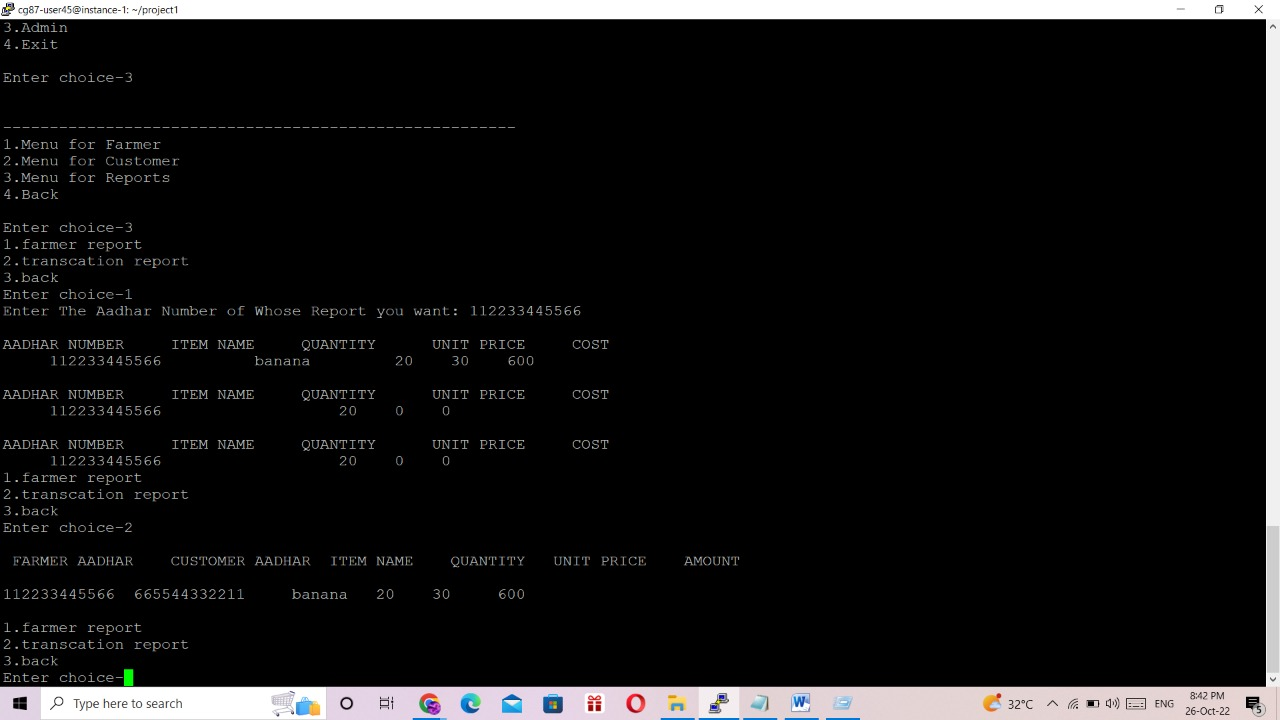 cg87-user45@instance-1: ~/project1
3.Admin
4.Exit
Enter choice-3
-------------------------------------------------------
1.Menu for Farmer
2.Menu for Customer
3.Menu for Reports
4.Back
Enter choice-3
1.farmer report
2.transcation report
3.back
Enter choice-1
Enter The Aadhar Number of Whose Report you want: 112233445566
AADHAR NUMBER ITEM NAME QUANTITY UNIT PRICE COST
112233445566 banana 20 30 600
AADHAR NUMBER ITEM NAME QUANTITY UNIT PRICE COST
112233445566 20 0 0
AADHAR NUMBER ITEM NAME QUANTITY UNIT PRICE COST
112233445566 20 0 0
1.farmer report
2.transcation report
3.back
Enter choice-2
FARMER AADHAR CUSTOMER AADHAR ITEM NAME QUANTITY UNIT PRICE AMOUNT
112233445566 665544332211 banana 20 30 600
1.farmer report
2.transcation report
3.back
Enter choice-
Type here to search
32°C
ENG
8:42 PM
26-Oct-22
5